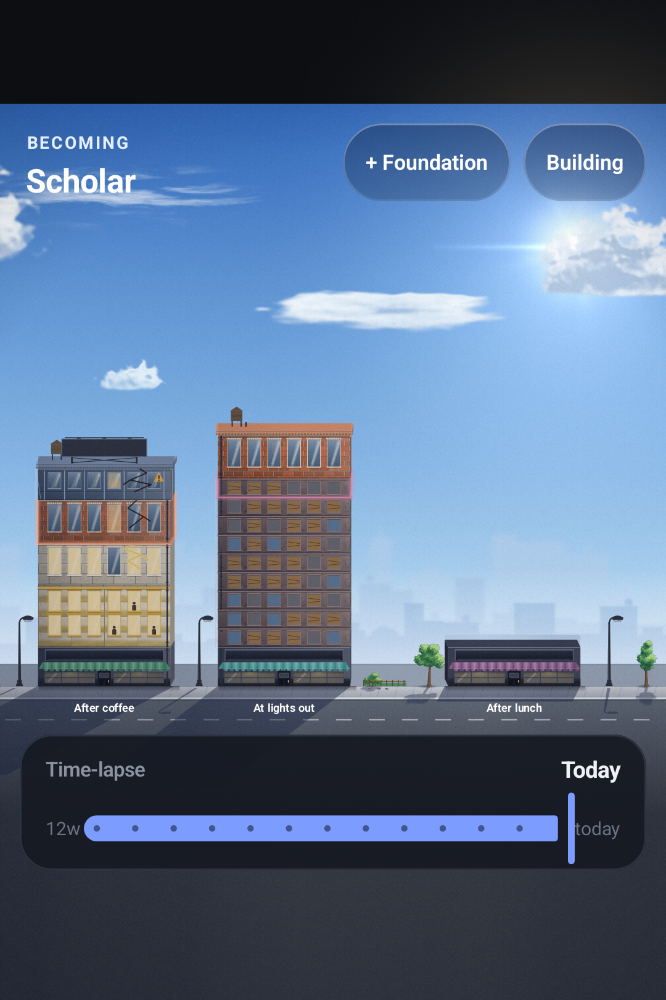 BECOMING
Scholar
+ Foundation
Building
After coffee
At lights out
After lunch
Time-lapse
Today
12w
today